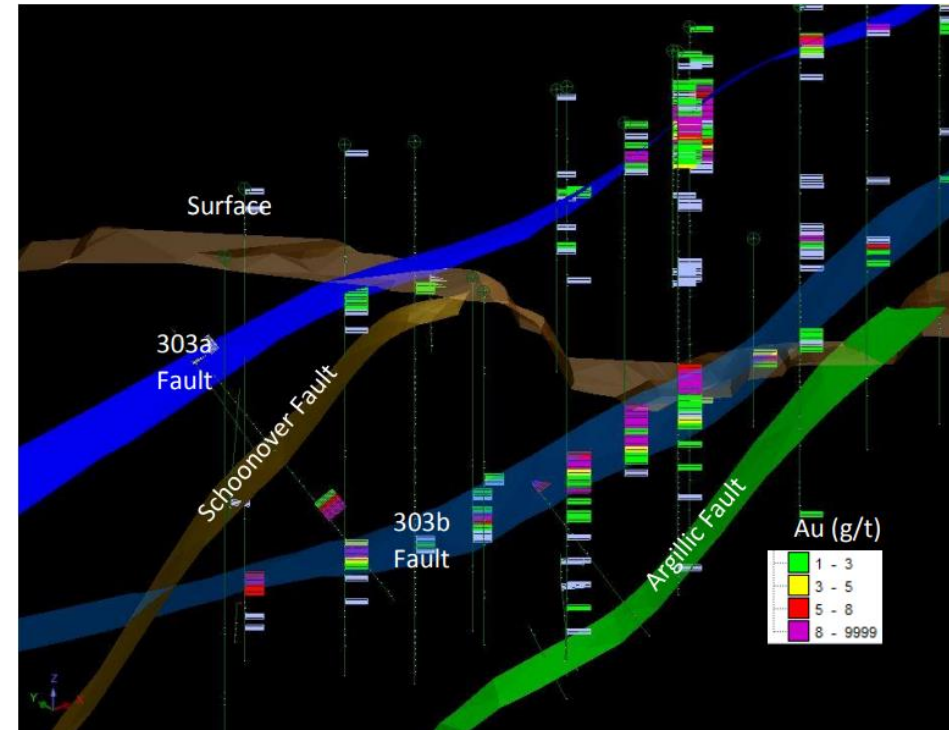 Surface
303a
Fault
Schoonover Fault
303b
Fault
Argillic Fault
Au (g/t)
1 - 3
3 - 5
5 - 8
8 - 9999
Z
Y
X